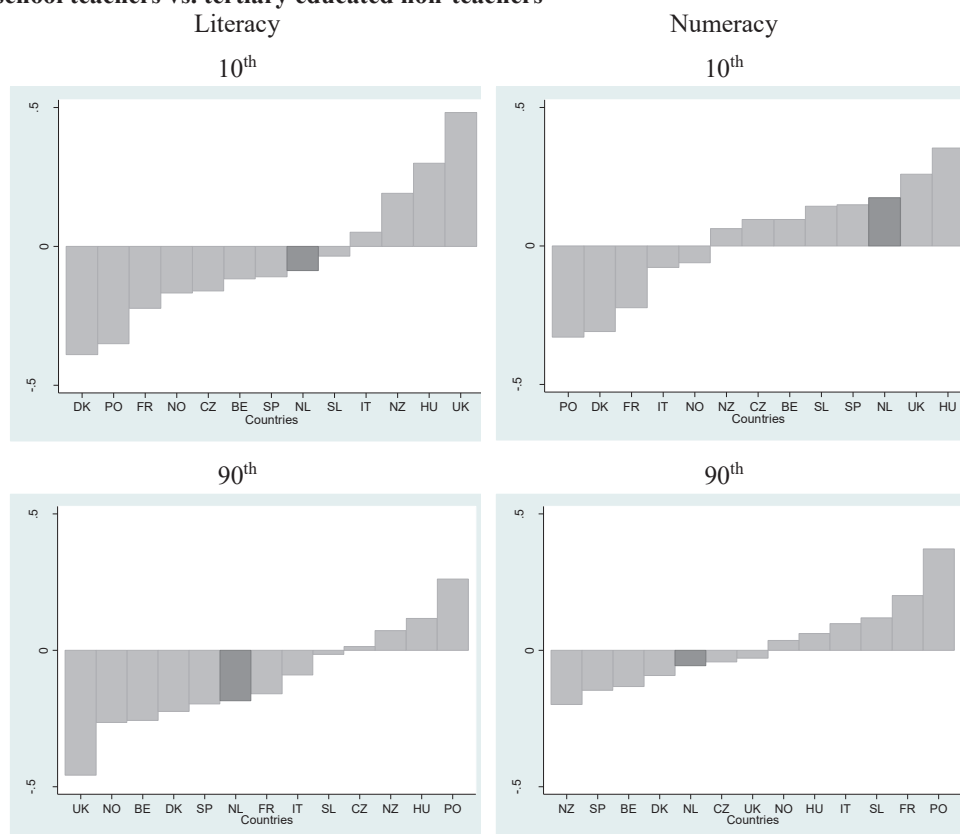 school teachers vs. tertiary educated non-teachers
Literacy
Numeracy
10th
10th
.5
0
-.5
DK PO FR NO CZ BE SP NL SL IT NZ HU UK
Countries
.5
0
-.5
PO DK FR IT NO NZ CZ BE SL SP NL UK HU
Countries
90th
90th
.5
0
-.5
UK NO BE DK SP NL FR IT SL CZ NZ HU PO
Countries
.5
0
-.5
NZ SP BE DK NL CZ UK NO HU IT SL FR PO
Countries